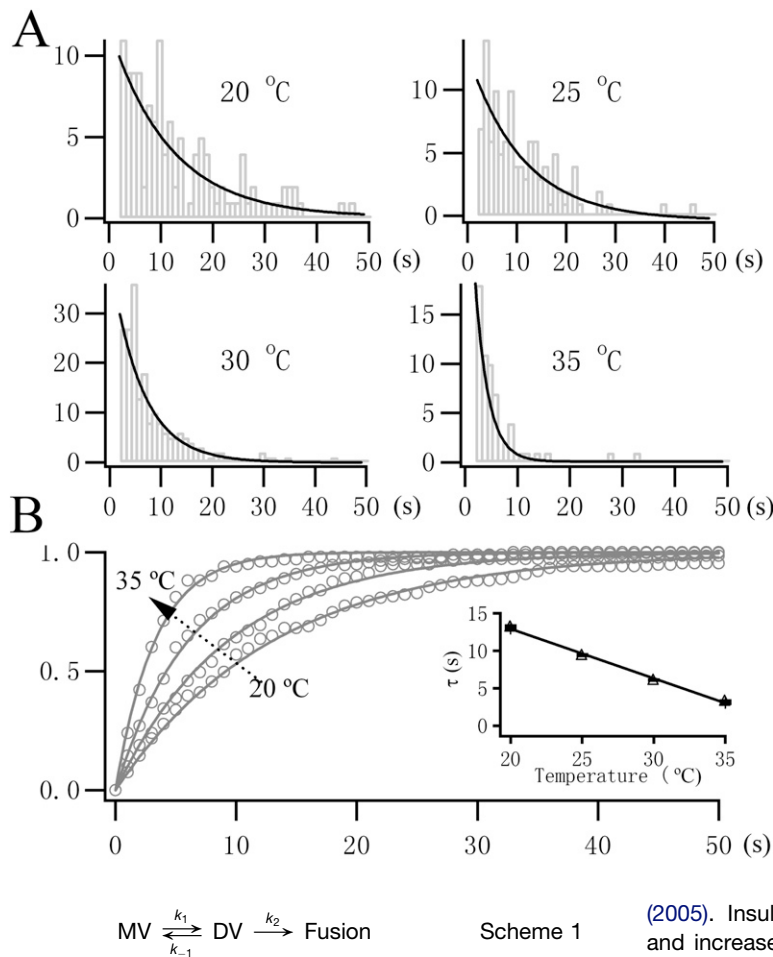 A
20 °C
10
5
0
0 10 20 30 40 50 (s)
25 °C
10
5
0
0 10 20 30 40 50 (s)
30 °C
30
20
10
0
0 10 20 30 40 50 (s)
35 °C
15
10
5
0
0 10 20 30 40 50 (s)
B
1.0
0.5
0.0
35 ºC
20 ºC
0 10 20 30 40 50 (s)
τ (s)
15
10
5
0
20 25 30 35
Temperature ( ºC)
MV k1 k−1 DV k2 Fusion
Scheme 1
(2005). Insul
and increase